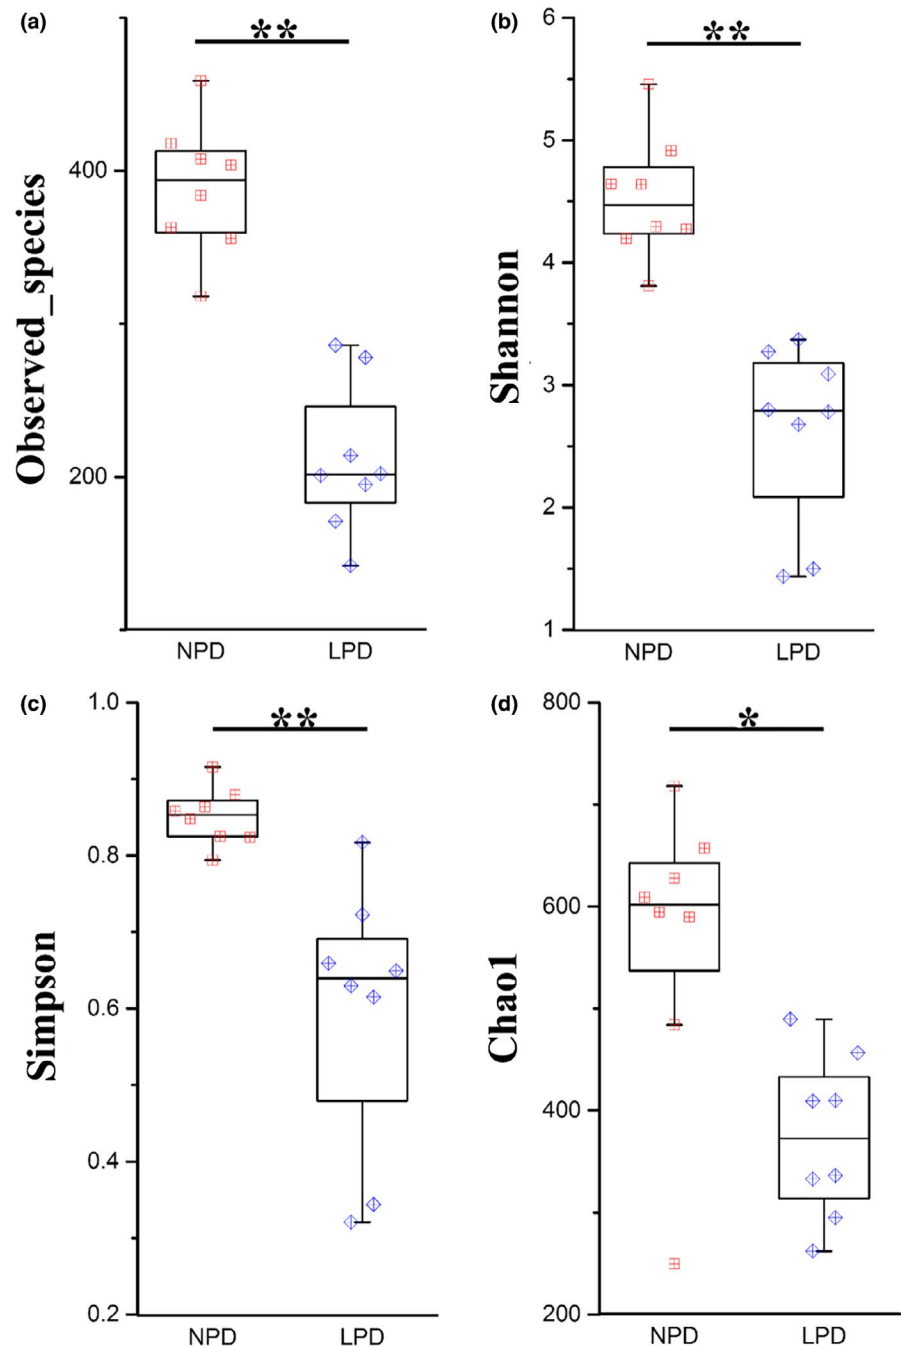 (a)
**
Observed_species
400
200
NPD LPD
(b)
**
Shannon
6
5
4
3
2
1
NPD LPD
(c)
**
Simpson
1.0
0.8
0.6
0.4
0.2
NPD LPD
(d)
*
Chao1
800
600
400
200
NPD LPD